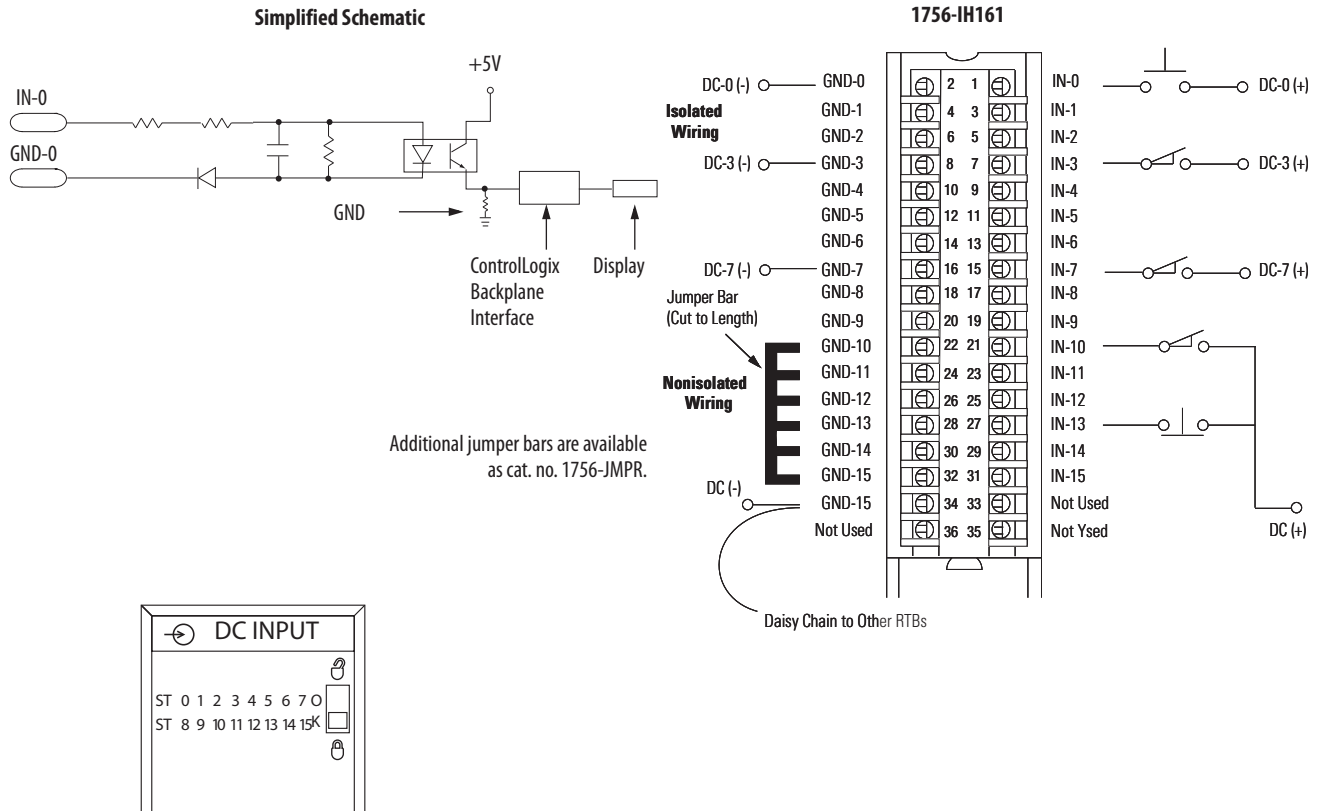 Simplified Schematic
+5V
IN-0
GND-0
GND
ControlLogix
Backplane
Interface
Display
Additional jumper bars are available
as cat. no. 1756-JMPR.
1756-IH161
DC-0 (-) GND-0 2 1 IN-0 DC-0 (+)
Isolated
Wiring
GND-1 4 3 IN-1
GND-2 6 5 IN-2
DC-3 (-) GND-3 8 7 IN-3 DC-3 (+)
GND-4 10 9 IN-4
GND-5 12 11 IN-5
GND-6 14 13 IN-6
DC-7 (-) GND-7 16 15 IN-7 DC-7 (+)
GND-8 18 17 IN-8
Jumper Bar
(Cut to Length)
GND-9 20 19 IN-9
GND-10 22 21 IN-10
GND-11 24 23 IN-11
Nonisolated
Wiring
GND-12 26 25 IN-12
GND-13 28 27 IN-13
GND-14 30 29 IN-14
GND-15 32 31 IN-15
DC (-) GND-15 34 33 Not Used
Not Used 36 35 Not Ysed
DC (+)
Daisy Chain to Other RTBs
DC INPUT
ST 0 1 2 3 4 5 6 7 O
ST 8 9 10 11 12 13 14 15 K